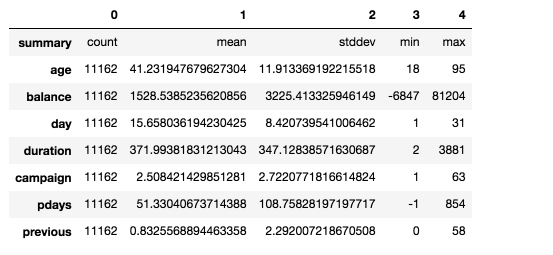 0 1 2 3 4
summary count mean stddev min max
age 11162 41.231947679627304 11.913369192215518 18 95
balance 11162 1528.5385235620856 3225.413325946149 -6847 81204
day 11162 15.658036194230425 8.420739541006462 1 31
duration 11162 371.99381831213043 347.12838571630687 2 3881
campaign 11162 2.508421429851281 2.7220771816614824 1 63
pdays 11162 51.33040673714388 108.75828197197717 -1 854
previous 11162 0.8325568894463358 2.292007218670508 0 58